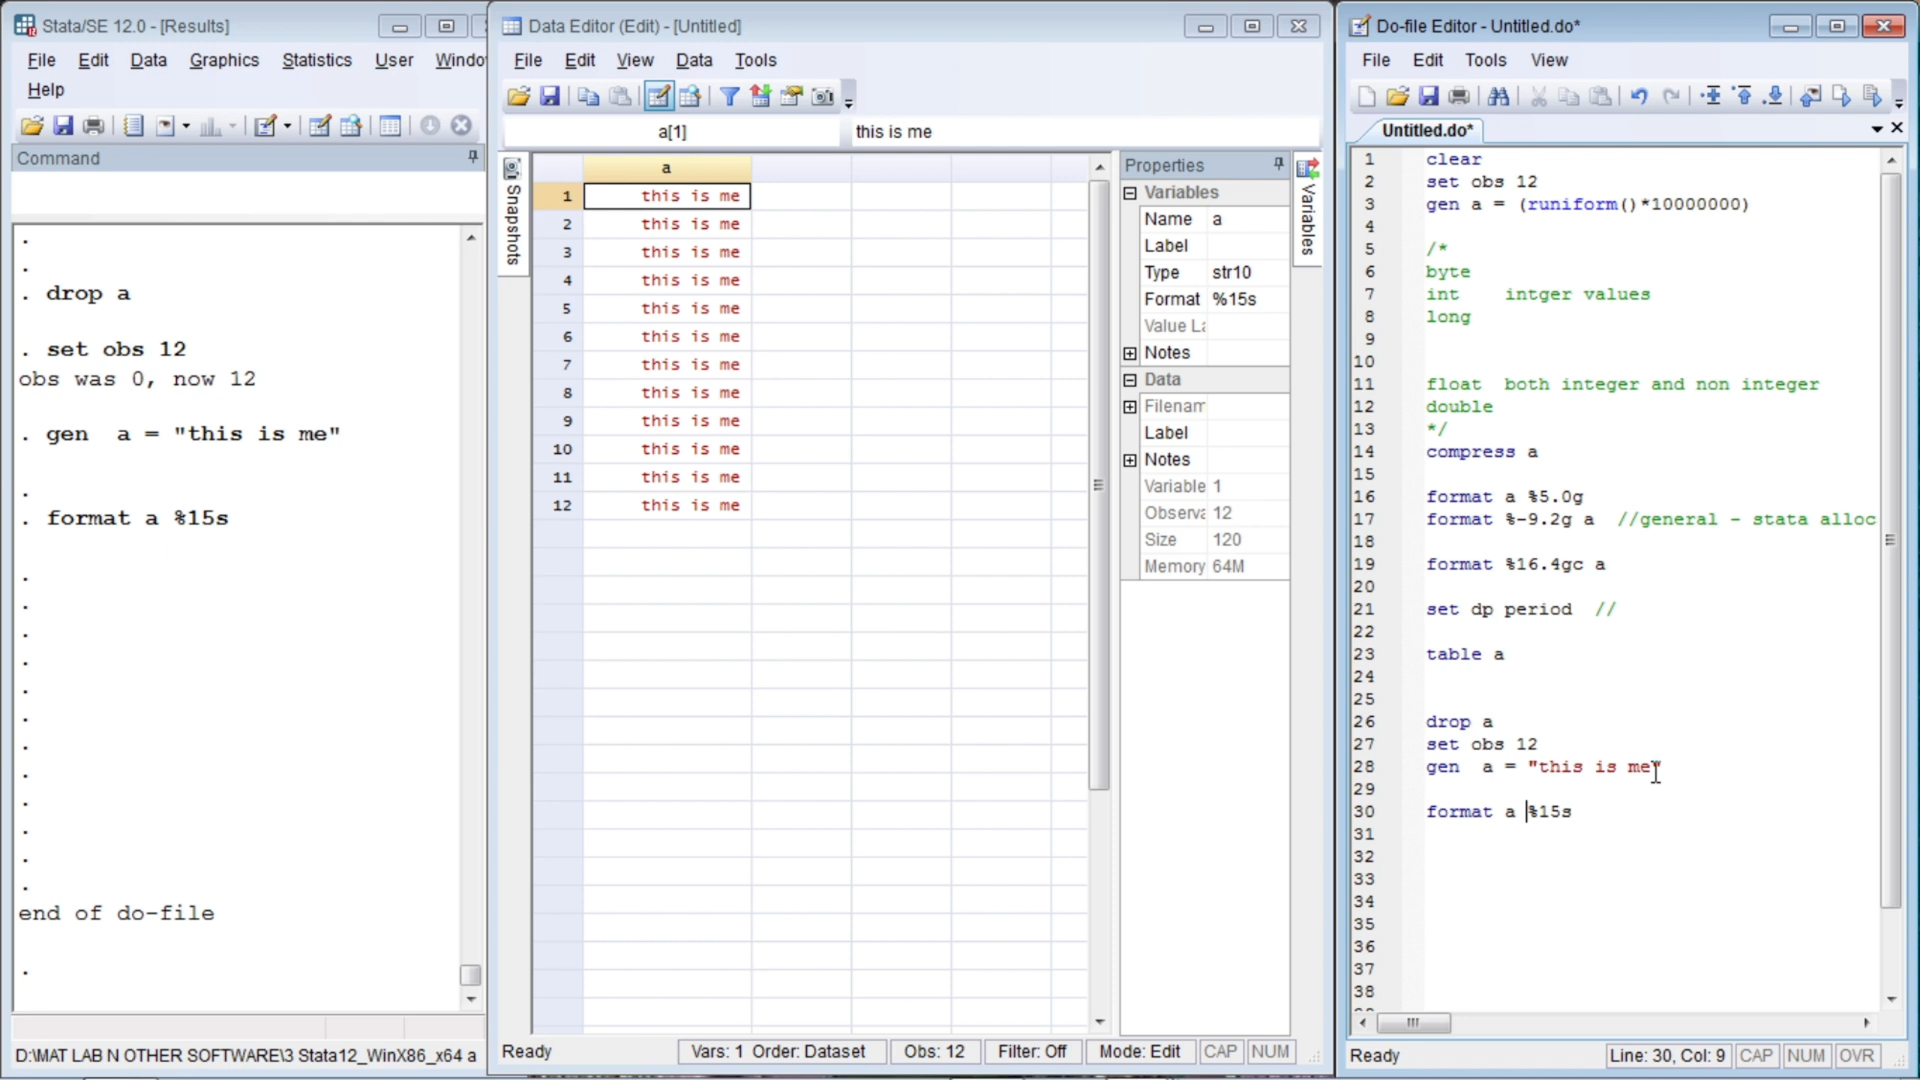 Stata/SE 12.0 - [Results]
File Edit Data Graphics Statistics User Windo
Help
Command
.
.
. drop a
. set obs 12
obs was 0, now 12
. gen  a = "this is me"
.
. format a %15s
.
.
.
.
.
.
.
.
.
.
.
.
end of do-file
.
D:\MAT LAB N OTHER SOFTWARE\3 Stata12_WinX86_x64 a
Data Editor (Edit) - [Untitled]
File Edit View Data Tools
a[1] this is me
Snapshots
a
1 this is me
2 this is me
3 this is me
4 this is me
5 this is me
6 this is me
7 this is me
8 this is me
9 this is me
10 this is me
11 this is me
12 this is me
Properties
Variables
Name a
Label
Type str10
Format %15s
Value La
Notes
Data
Filenam
Label
Notes
Variable 1
Observa 12
Size 120
Memory 64M
Variables
Ready Vars: 1 Order: Dataset Obs: 12 Filter: Off Mode: Edit CAP NUM
Do-file Editor - Untitled.do*
File Edit Tools View
Untitled.do*
1 clear
2 set obs 12
3 gen a = (runiform()*10000000)
4
5 /*
6 byte
7 int intger values
8 long
9
10
11 float both integer and non integer
12 double
13 */
14 compress a
15
16 format a %5.0g
17 format %-9.2g a //general - stata alloc
18
19 format %16.4gc a
20
21 set dp period //
22
23 table a
24
25
26 drop a
27 set obs 12
28 gen  a = "this is me"
29
30 format a %15s
31
32
33
34
35
36
37
38
Ready Line: 30, Col: 9 CAP NUM OVR